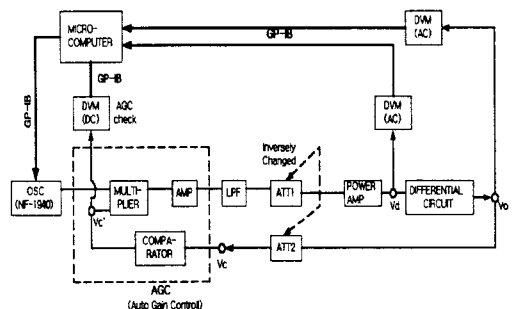 MICRO-
COMPUTER
GP-IB
DVM
(AC)
GP-IB
GP-IB
DVM
(DC)
AGC
check
DVM
(AC)
Inversely
Changed
OSC
(NF-1940)
MULTI-
PLIER
AMP
LPF
ATT1
POWER
AMP
Vd
DIFFERENTIAL
CIRCUIT
Vo
Vc'
COMPA-
RATOR
Vc
ATT2
AGC
(Auto Gain Controll)